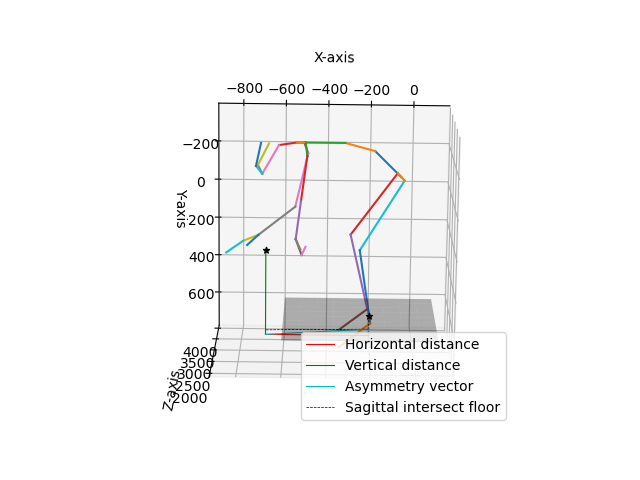 X-axis
−800 −600 −400 −200 0
−200
0
200
400
600
Y-axis
4000
3500
3000
2500
2000
Z-axis
Horizontal distance
Vertical distance
Asymmetry vector
Sagittal intersect floor